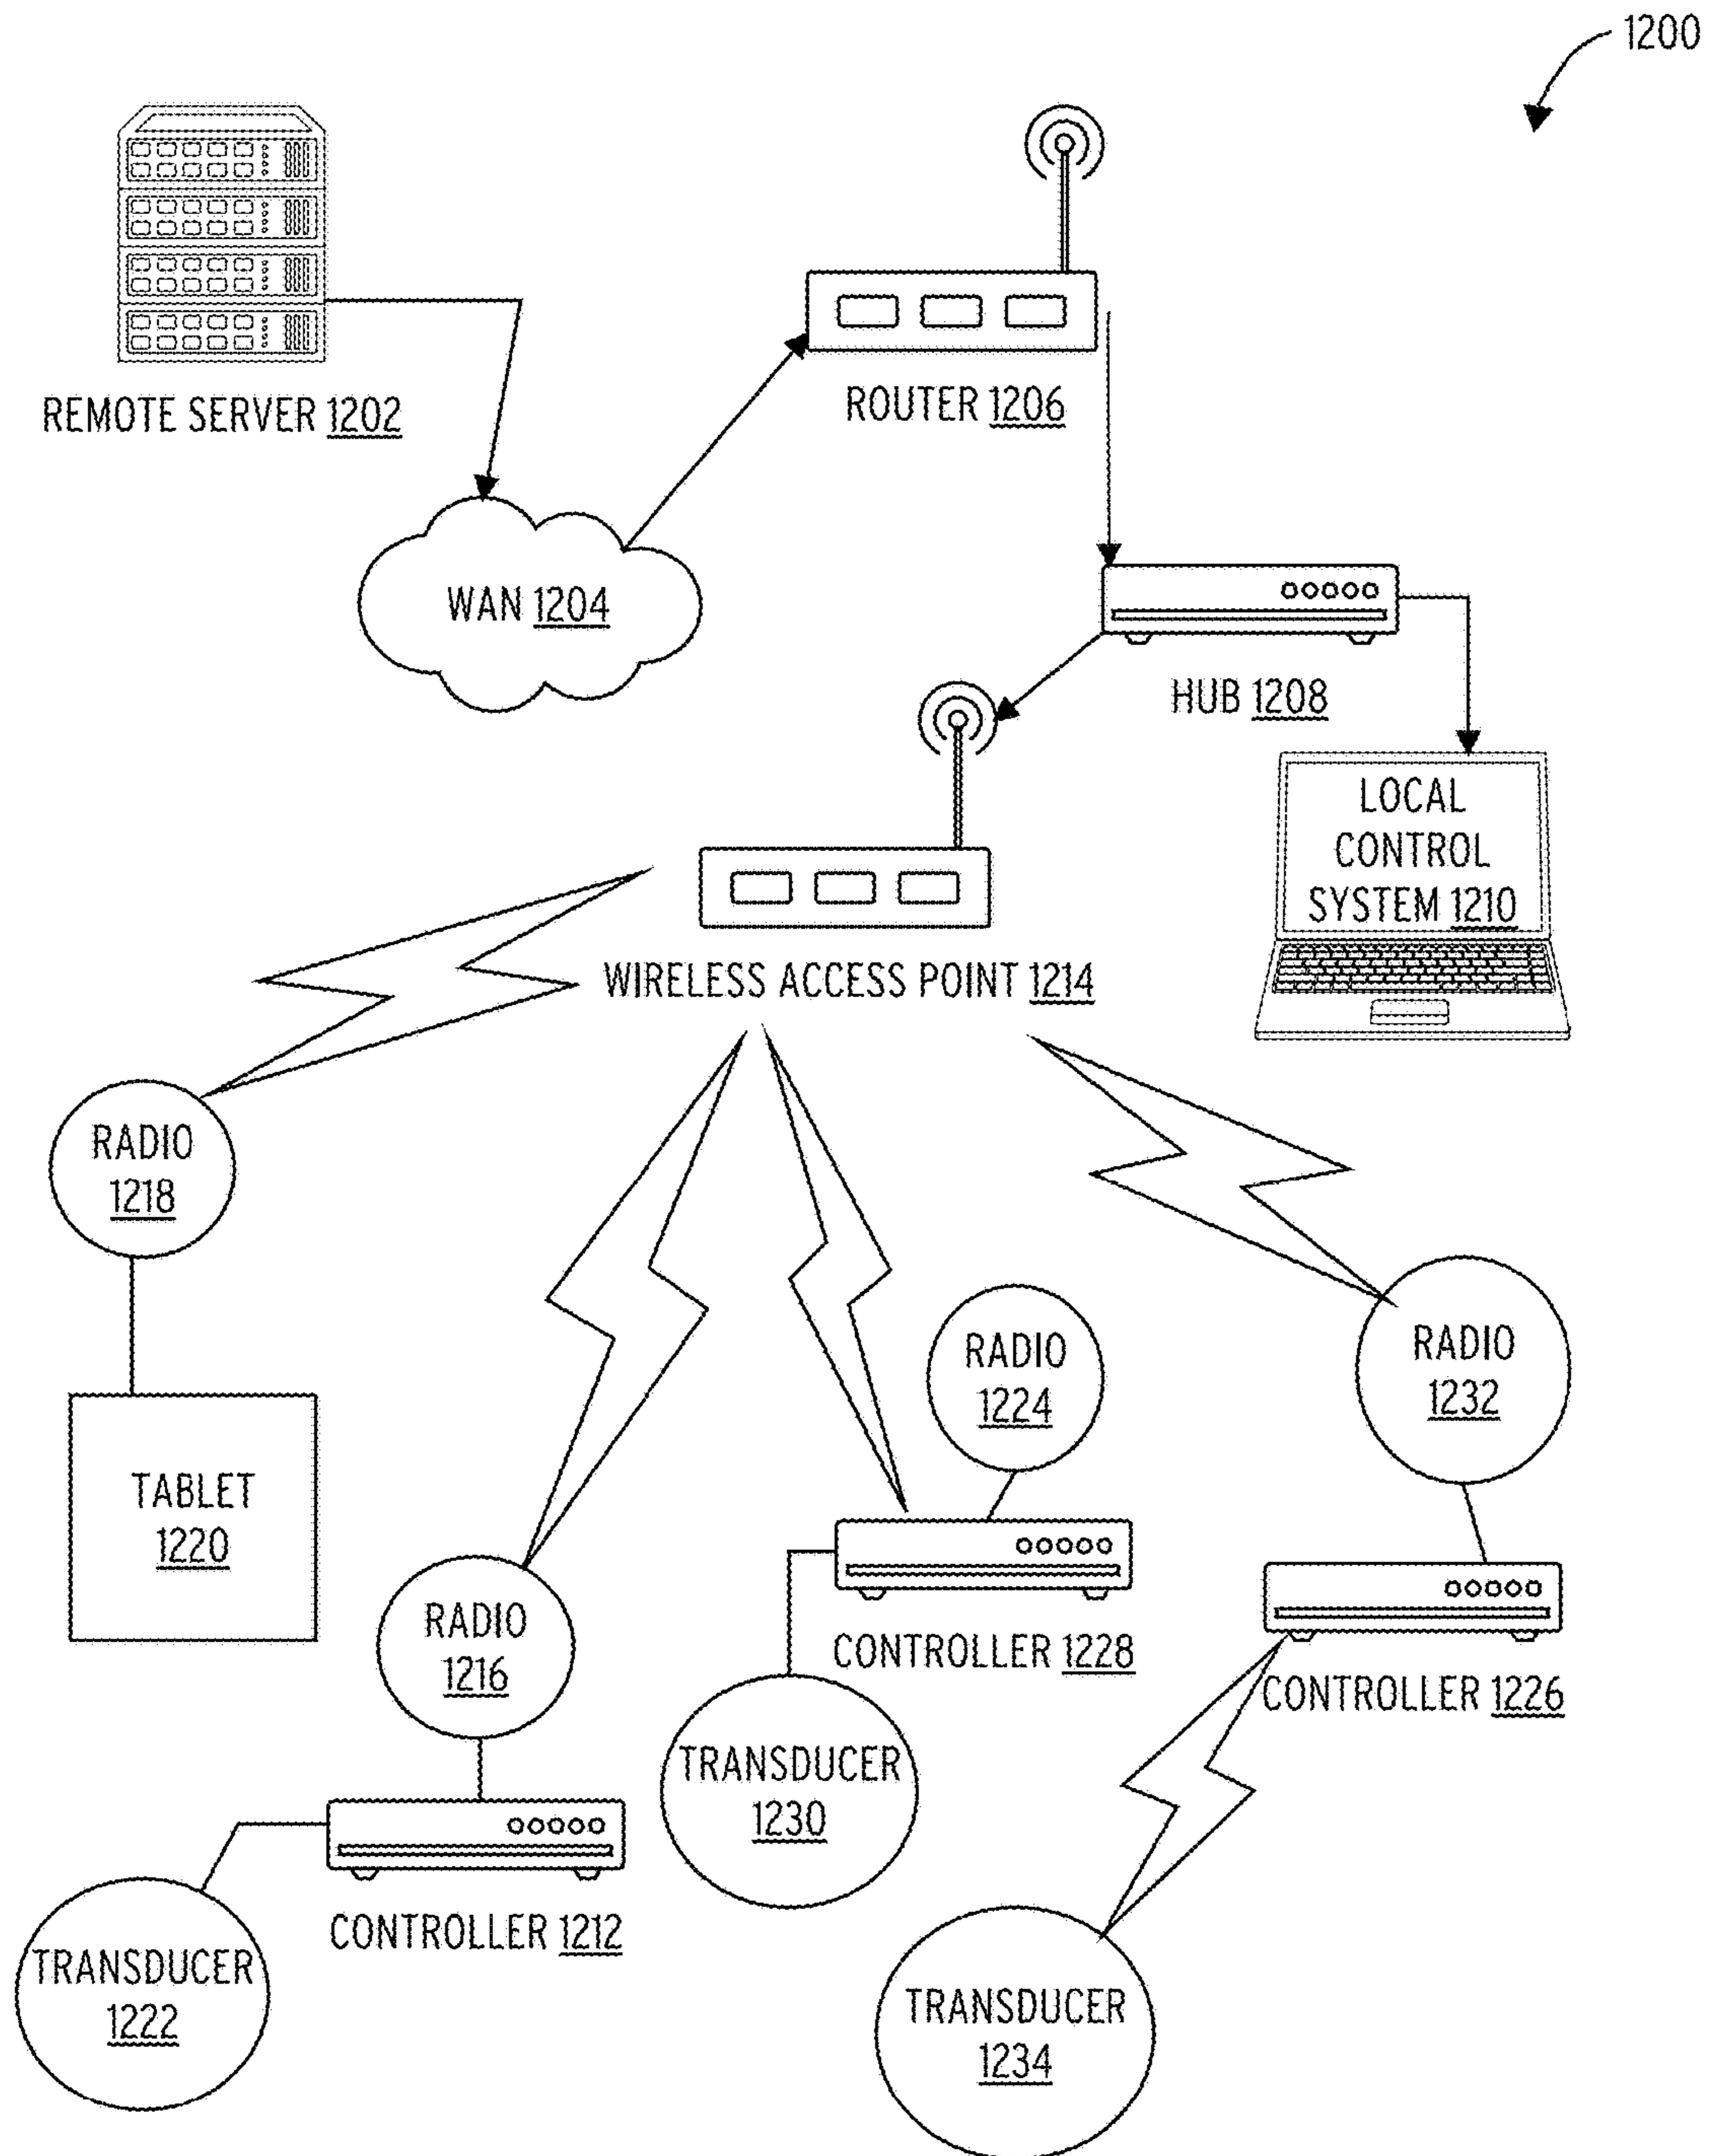 1200
REMOTE SERVER 1202
ROUTER 1206
WAN 1204
HUB 1208
LOCAL
CONTROL
SYSTEM 1210
WIRELESS ACCESS POINT 1214
RADIO
1218
RADIO
1224
RADIO
1232
TABLET
1220
RADIO
1216
CONTROLLER 1228
CONTROLLER 1226
TRANSDUCER
1230
CONTROLLER 1212
TRANSDUCER
1222
TRANSDUCER
1234